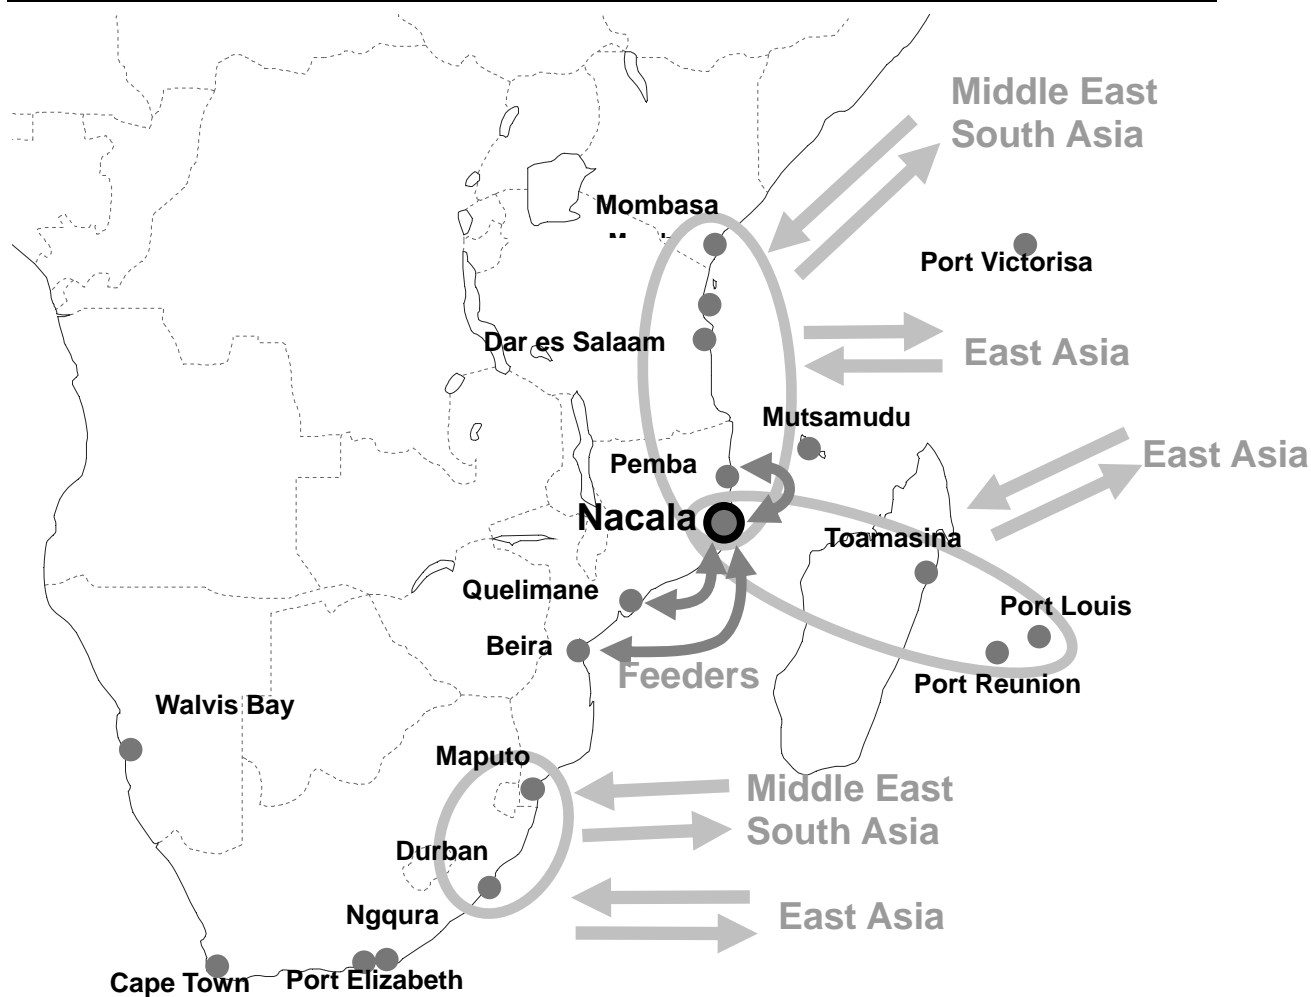 Middle East
South Asia
Mombasa
Port Victorisa
Dar es Salaam
East Asia
Mutsamudu
East Asia
Pemba
Nacala
Toamasina
Quelimane
Port Louis
Beira
Feeders
Port Reunion
Walvis Bay
Maputo
Middle East
South Asia
Durban
Ngqura
East Asia
Cape Town
Port Elizabeth